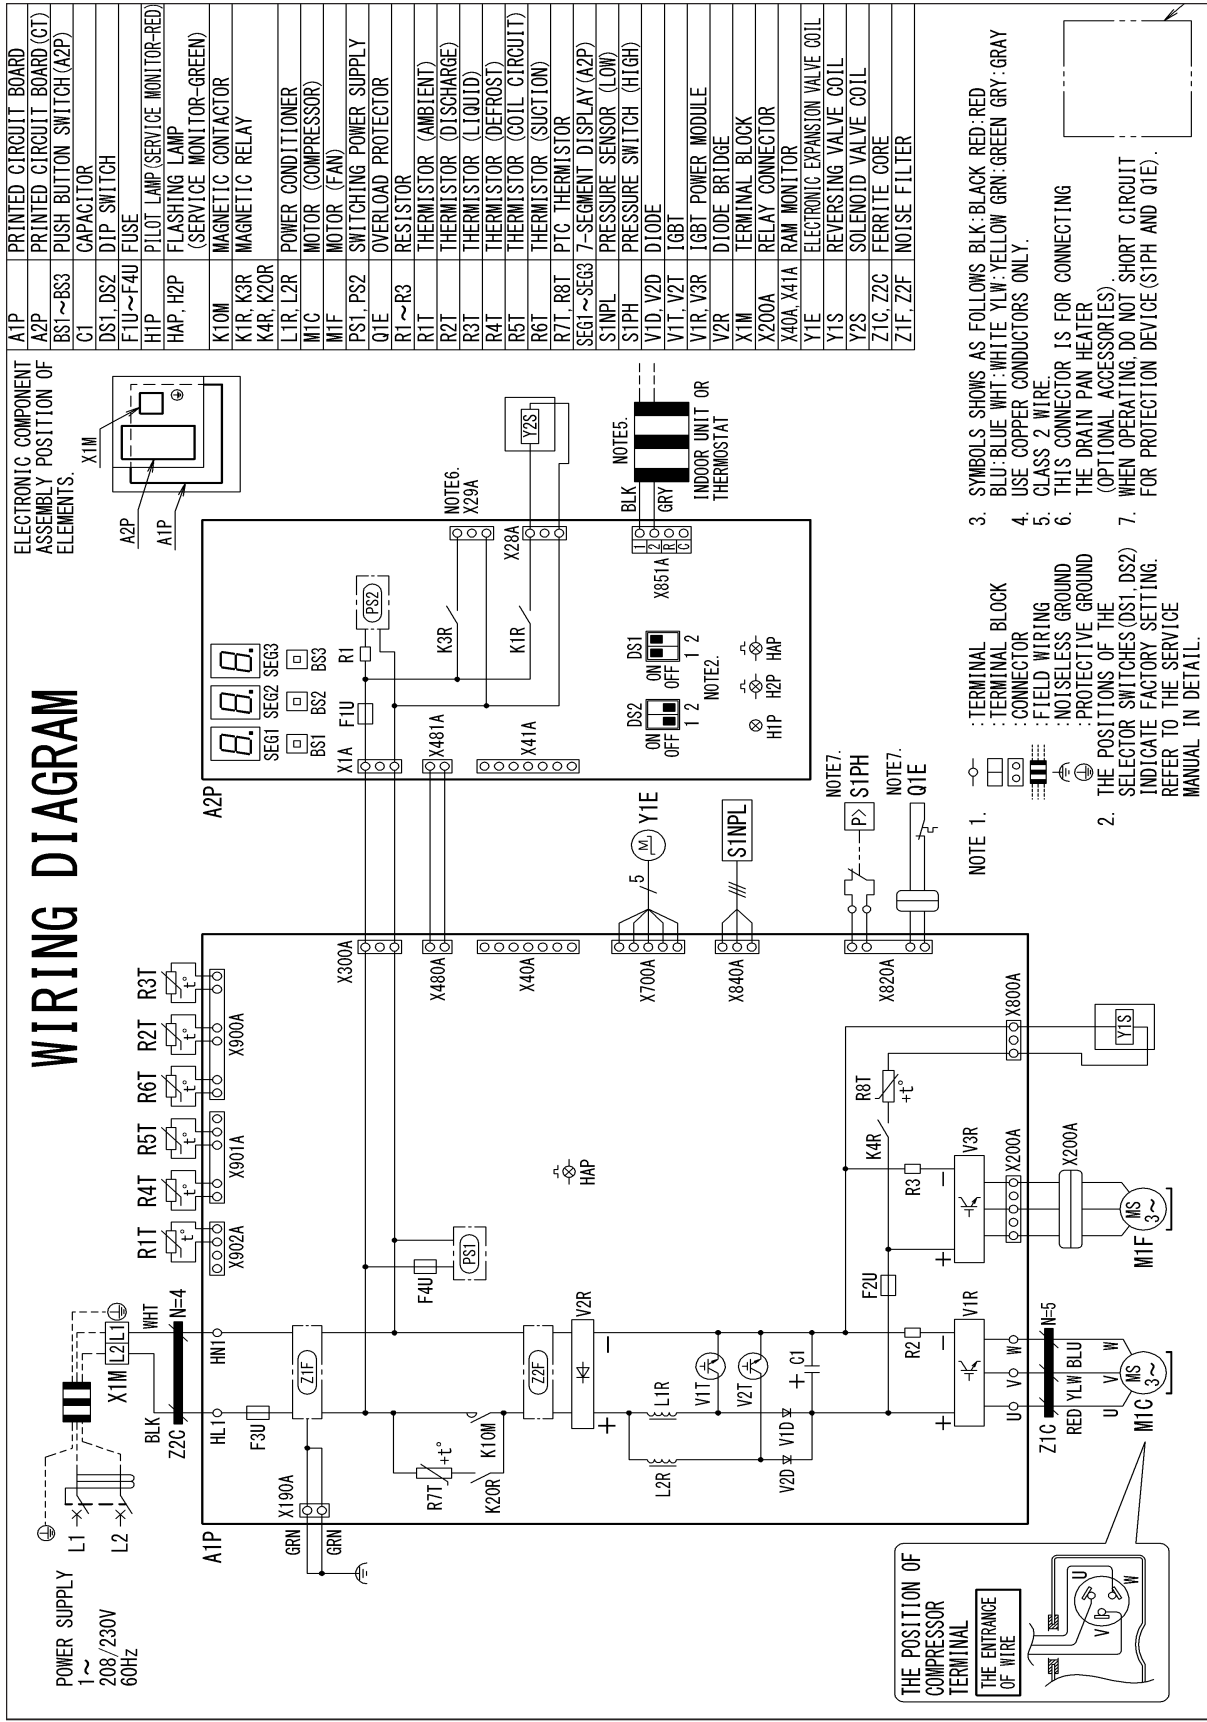 WIRING DIAGRAM
POWER SUPPLY
1~
208/230V
60Hz
L1
L2
X1M
L2 L1
BLK
WHT
Z2C
N=4
HL1
HN1
A1P
F3U
Z1F
X190A
GRN
GRN
R1T
t°
R4T
t°
R5T
t°
R6T
t°
R2T
t°
R3T
t°
X902A
X901A
X900A
R7T
+t°
K10M
K20R
F4U
PS1
HAP
Z2F
V2R
+
−
L1R
L2R
V1T
V2T
V1D
V2D
+
C1
R2
V1R
+
−
U
V
W
Z1C
N=5
RED
YLW
BLU
U
V
W
M1C
MS
3~
F2U
R3
V3R
+
−
K4R
R8T
+t°
X200A
X200A
M1F
MS
3~
X800A
Y1S
X300A
X480A
X40A
X700A
X840A
X820A
5
M
Y1E
S1NPL
NOTE7.
S1PH
P>
NOTE7.
Q1E
A2P
SEG1
SEG2
SEG3
BS1
BS2
BS3
X1A
F1U
R1
PS2
X481A
X41A
K3R
K1R
NOTE6.
X29A
X28A
Y2S
DS2
ON
OFF
1 2
DS1
ON
OFF
1 2
NOTE2.
H1P
H2P
HAP
X851A
1
2
R
C
BLK
GRY
NOTE5.
INDOOR UNIT OR
THERMOSTAT
ELECTRONIC COMPONENT
ASSEMBLY POSITION OF
ELEMENTS.
X1M
A2P
A1P
THE POSITION OF
COMPRESSOR
TERMINAL
THE ENTRANCE
OF WIRE
U
V
W
A1P PRINTED CIRCUIT BOARD
A2P PRINTED CIRCUIT BOARD(CT)
BS1~BS3 PUSH BUTTON SWITCH(A2P)
C1 CAPACITOR
DS1, DS2 DIP SWITCH
F1U~F4U FUSE
H1P PILOT LAMP(SERVICE MONITOR-RED)
HAP, H2P FLASHING LAMP
(SERVICE MONITOR-GREEN)
K10M MAGNETIC CONTACTOR
K1R, K3R MAGNETIC RELAY
K4R, K20R
L1R, L2R POWER CONDITIONER
M1C MOTOR (COMPRESSOR)
M1F MOTOR (FAN)
PS1, PS2 SWITCHING POWER SUPPLY
Q1E OVERLOAD PROTECTOR
R1~R3 RESISTOR
R1T THERMISTOR (AMBIENT)
R2T THERMISTOR (DISCHARGE)
R3T THERMISTOR (LIQUID)
R4T THERMISTOR (DEFROST)
R5T THERMISTOR (COIL CIRCUIT)
R6T THERMISTOR (SUCTION)
R7T, R8T PTC THERMISTOR
SEG1~SEG3 7-SEGMENT DISPLAY(A2P)
S1NPL PRESSURE SENSOR (LOW)
S1PH PRESSURE SWITCH (HIGH)
V1D, V2D DIODE
V1T, V2T IGBT
V1R, V3R IGBT POWER MODULE
V2R DIODE BRIDGE
X1M TERMINAL BLOCK
X200A RELAY CONNECTOR
X40A, X41A RAM MONITOR
Y1E ELECTRONIC EXPANSION VALVE COIL
Y1S REVERSING VALVE COIL
Y2S SOLENOID VALVE COIL
Z1C, Z2C FERRITE CORE
Z1F, Z2F NOISE FILTER
NOTE 1.
:TERMINAL
:TERMINAL BLOCK
:CONNECTOR
:FIELD WIRING
:NOISELESS GROUND
:PROTECTIVE GROUND
2. THE POSITIONS OF THE
SELECTOR SWITCHES(DS1, DS2)
INDICATE FACTORY SETTING.
REFER TO THE SERVICE
MANUAL IN DETAIL.
3. SYMBOLS SHOWS AS FOLLOWS BLK:BLACK RED:RED
BLU:BLUE WHT:WHITE YLW:YELLOW GRN:GREEN GRY:GRAY
4. USE COPPER CONDUCTORS ONLY.
5. CLASS 2 WIRE.
6. THIS CONNECTOR IS FOR CONNECTING
THE DRAIN PAN HEATER
(OPTIONAL ACCESSORIES)
7. WHEN OPERATING, DO NOT SHORT CIRCUIT
FOR PROTECTION DEVICE(S1PH AND Q1E).